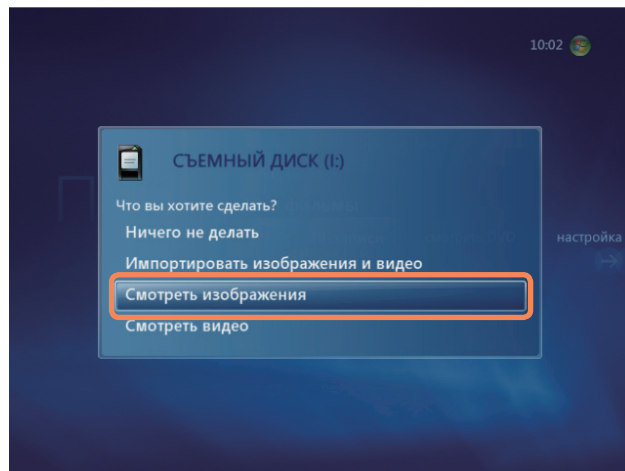 10:02
СЪЕМНЫЙ ДИСК (I:)
Что вы хотите сделать?
Ничего не делать
настройка
Импортировать изображения и видео
Смотреть изображения
Смотреть видео